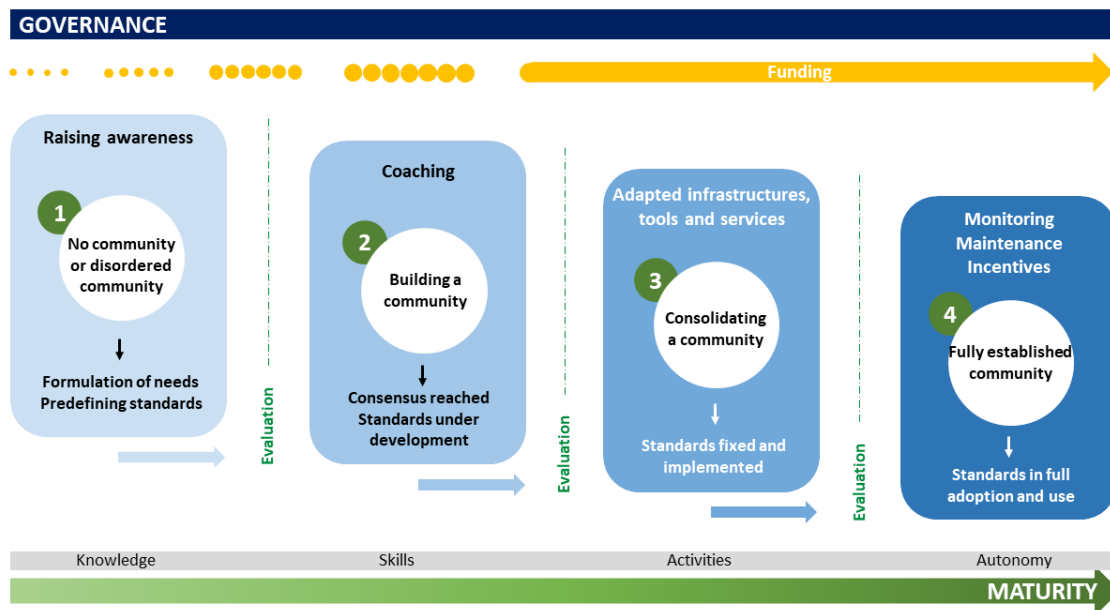 GOVERNANCE
Funding
Raising awareness
1
No community
or disordered
community
Formulation of needs
Predefining standards
Evaluation
Coaching
2
Building a
community
Consensus reached
Standards under
development
Evaluation
Adapted infrastructures,
tools and services
3
Consolidating
a community
Standards fixed and
implemented
Evaluation
Monitoring
Maintenance
Incentives
4
Fully established
community
Standards in full
adoption and use
Knowledge
Skills
Activities
Autonomy
MATURITY